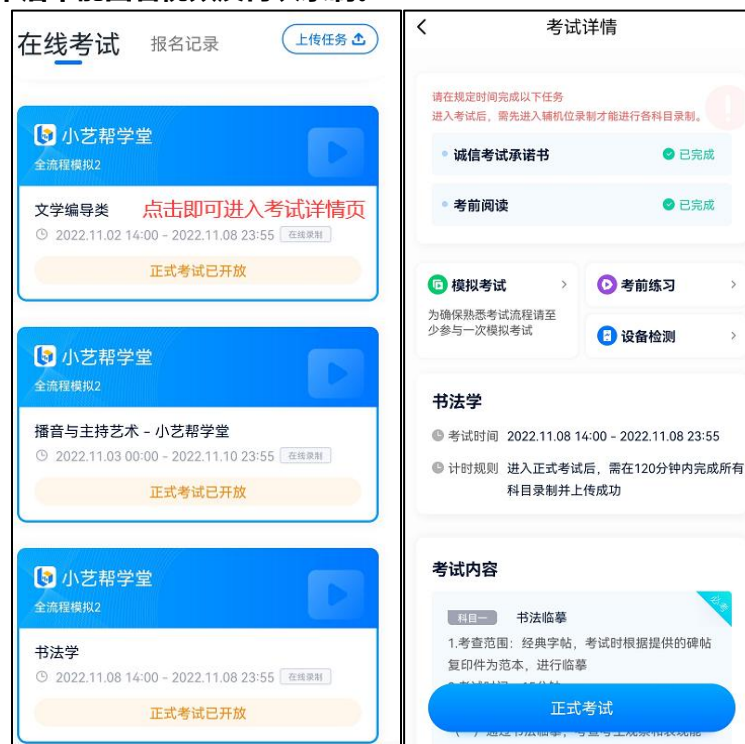 在线考试
报名记录
上传任务
小艺帮学堂
全流程模拟2
文学编导类
点击即可进入考试详情页
2022.11.02 14:00 - 2022.11.08 23:55 在线录制
正式考试已开放
小艺帮学堂
全流程模拟2
播音与主持艺术 - 小艺帮学堂
2022.11.03 00:00 - 2022.11.10 23:55 在线录制
正式考试已开放
小艺帮学堂
全流程模拟2
书法学
2022.11.08 14:00 - 2022.11.08 23:55 在线录制
正式考试已开放
考试详情
请在规定时间完成以下任务
进入考试后，需先进入辅机位录制才能进行各科目录制。
诚信考试承诺书 已完成
考前阅读 已完成
模拟考试
为确保熟悉考试流程请至
少参与一次模拟考试
考前练习
设备检测
书法学
考试时间 2022.11.08 14:00 - 2022.11.08 23:55
计时规则 进入正式考试后，需在120分钟内完成所有
科目录制并上传成功
考试内容
必考
科目一 书法临摹
1.考查范围：经典字帖，考试时根据提供的碑帖
复印件为范本，进行临摹
正式考试